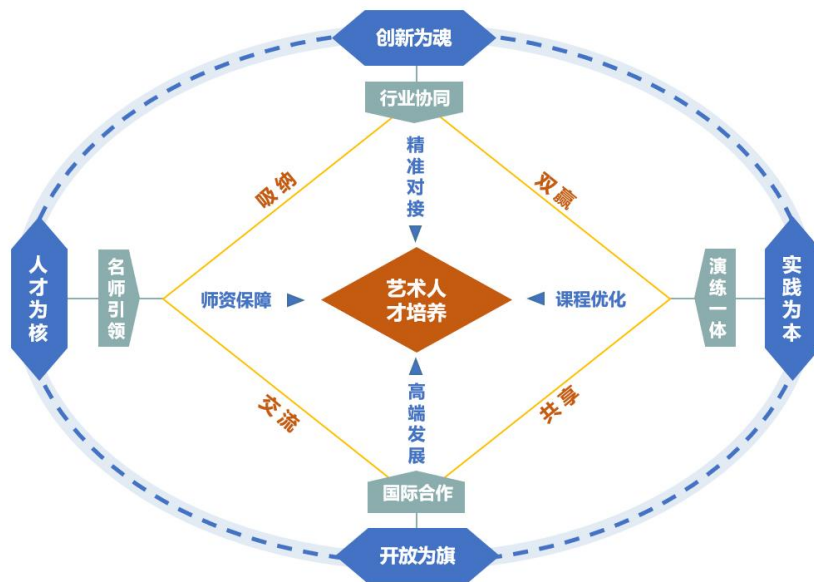 创新为魂
行业协同
精准对接
吸纳
双赢
人才为核
名师引领
师资保障
艺术人
才培养
课程优化
演练一体
实践为本
交流
高端发展
共享
国际合作
开放为旗